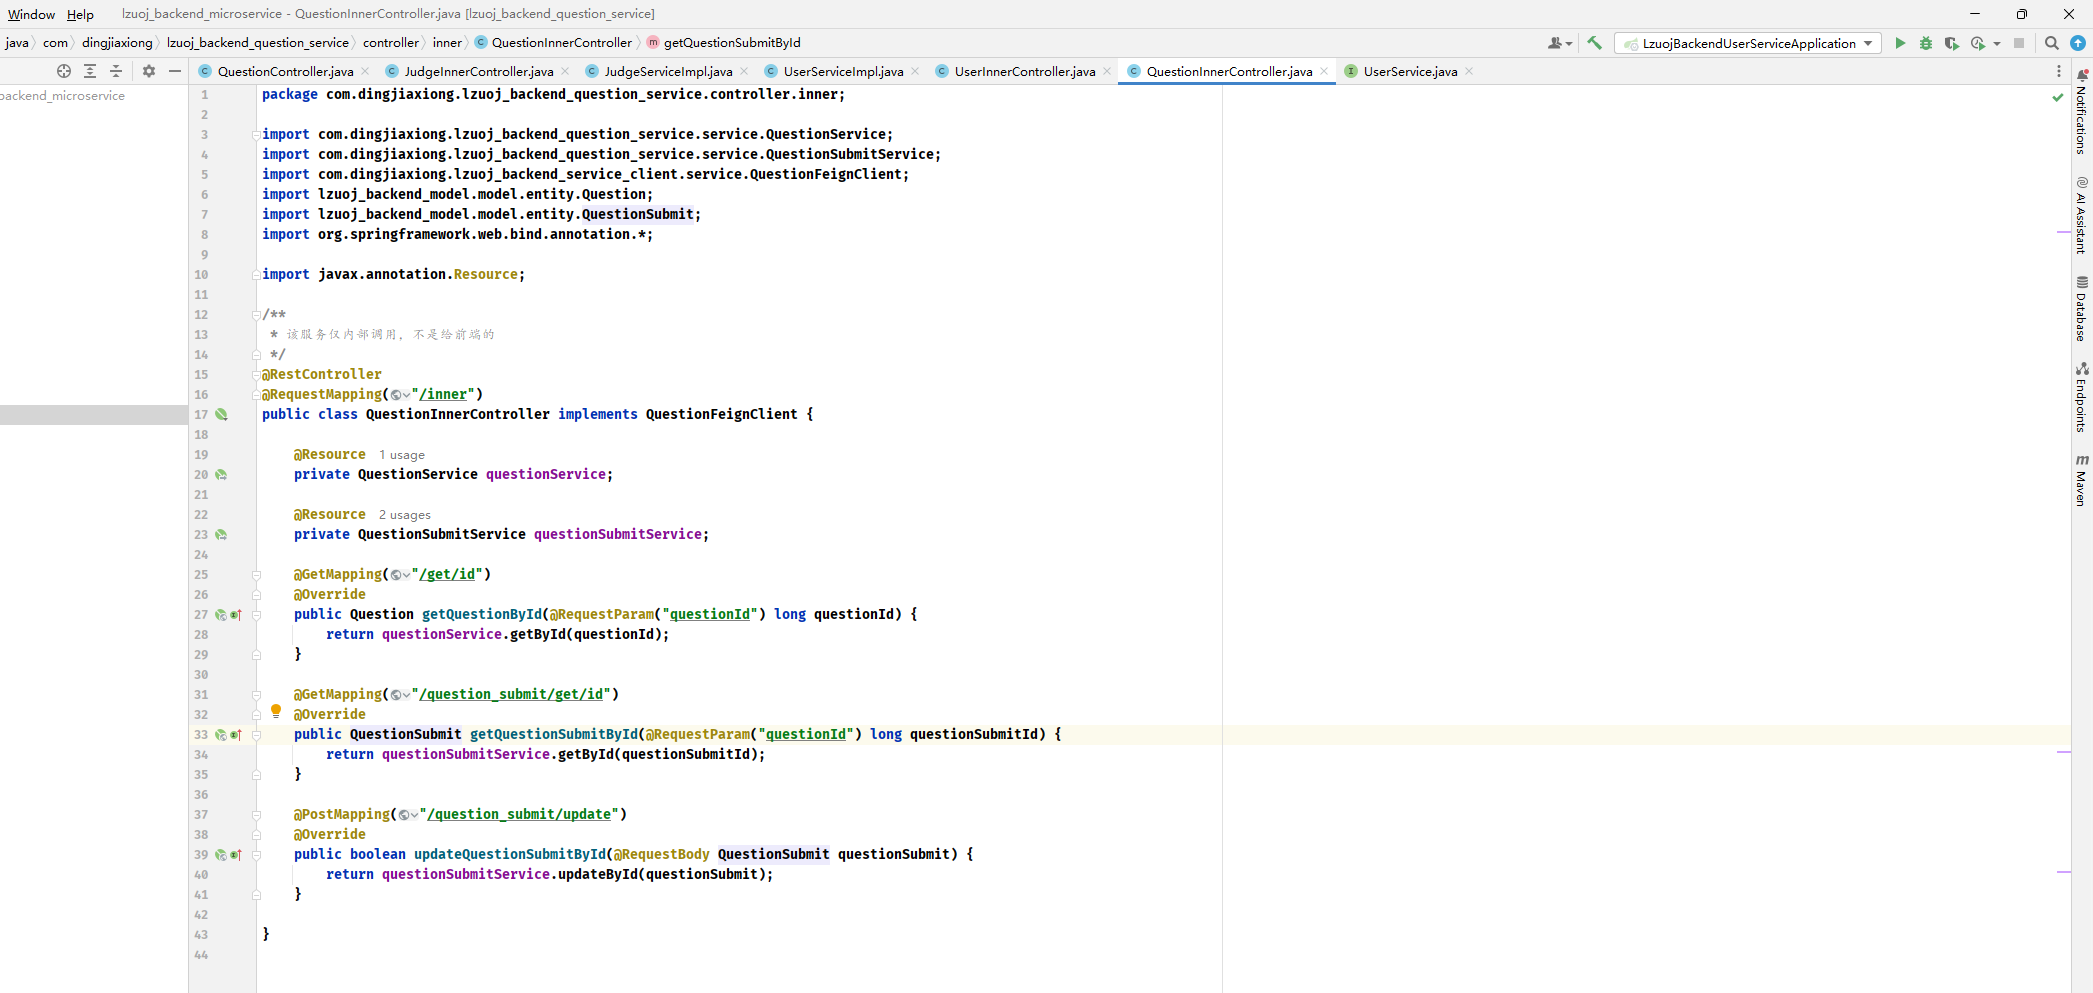 Window Help lzuoj_backend_microservice - QuestionInnerController.java [lzuoj_backend_question_service]
java com dingjiaxiong lzuoj_backend_question_service controller inner QuestionInnerController getQuestionSubmitById LzuojBackendUserServiceApplication
QuestionController.java JudgeInnerController.java JudgeServiceImpl.java UserServiceImpl.java UserInnerController.java QuestionInnerController.java UserService.java
backend_microservice
1 package com.dingjiaxiong.lzuoj_backend_question_service.controller.inner;
2
3 import com.dingjiaxiong.lzuoj_backend_question_service.service.QuestionService;
4 import com.dingjiaxiong.lzuoj_backend_question_service.service.QuestionSubmitService;
5 import com.dingjiaxiong.lzuoj_backend_service_client.service.QuestionFeignClient;
6 import lzuoj_backend_model.model.entity.Question;
7 import lzuoj_backend_model.model.entity.QuestionSubmit;
8 import org.springframework.web.bind.annotation.*;
9
10 import javax.annotation.Resource;
11
12 /**
13 * 该服务仅内部调用，不是给前端的
14 */
15 @RestController
16 @RequestMapping("/inner")
17 public class QuestionInnerController implements QuestionFeignClient {
18
19 @Resource 1 usage
20 private QuestionService questionService;
21
22 @Resource 2 usages
23 private QuestionSubmitService questionSubmitService;
24
25 @GetMapping("/get/id")
26 @Override
27 public Question getQuestionById(@RequestParam("questionId") long questionId) {
28 return questionService.getById(questionId);
29 }
30
31 @GetMapping("/question_submit/get/id")
32 @Override
33 public QuestionSubmit getQuestionSubmitById(@RequestParam("questionId") long questionSubmitId) {
34 return questionSubmitService.getById(questionSubmitId);
35 }
36
37 @PostMapping("/question_submit/update")
38 @Override
39 public boolean updateQuestionSubmitById(@RequestBody QuestionSubmit questionSubmit) {
40 return questionSubmitService.updateById(questionSubmit);
41 }
42
43 }
44
Notifications
AI Assistant
Database
Endpoints
m Maven